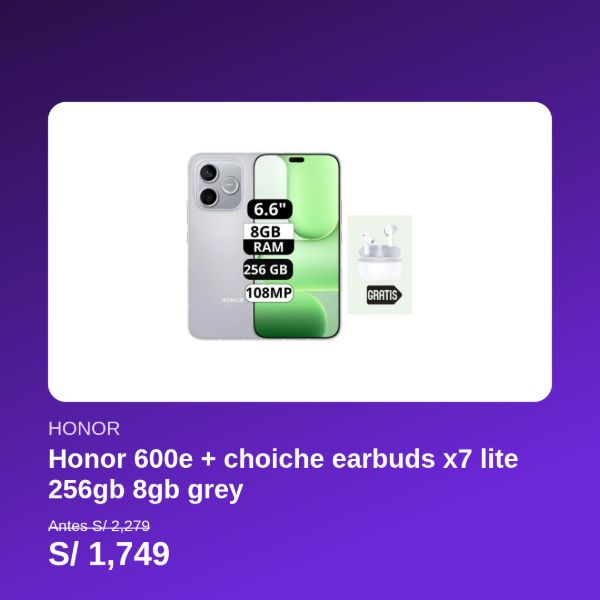 6.6"
8GB
RAM
256 GB
108MP
HONOR
GRATIS
HONOR
Honor 600e + choiche earbuds x7 lite
256gb 8gb grey
Antes S/ 2,279
S/ 1,749